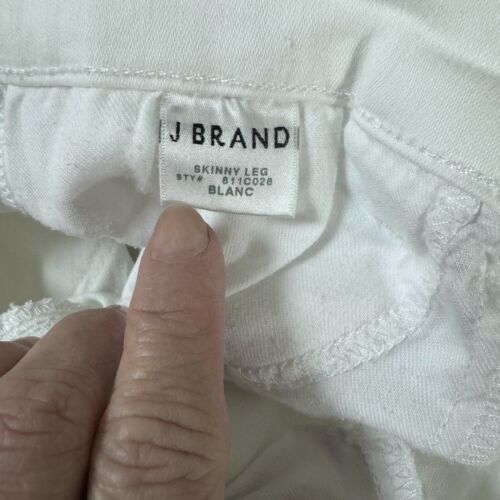 J BRAND
SKINNY LEG
STY# 811C028
BLANC